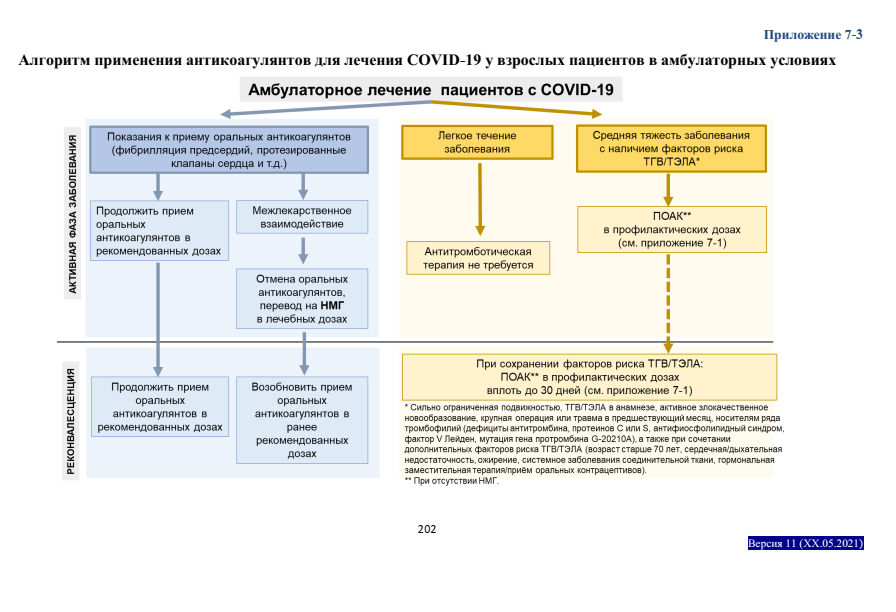 Приложение 7-3
Алгоритм применения антикоагулянтов для лечения COVID-19 у взрослых пациентов в амбулаторных условиях
Амбулаторное лечение пациентов с COVID-19
АКТИВНАЯ ФАЗА ЗАБОЛЕВАНИЯ
Показания к приему оральных антикоагулянтов
(фибрилляция предсердий, протезированные
клапаны сердца и т.д.)
Легкое течение
заболевания
Средняя тяжесть заболевания
с наличием факторов риска
ТГВ/ТЭЛА*
Продолжить прием
оральных
антикоагулянтов в
рекомендованных дозах
Межлекарственное
взаимодействие
Отмена оральных
антикоагулянтов,
перевод на НМГ
в лечебных дозах
Антитромботическая
терапия не требуется
ПОАК**
в профилактических дозах
(см. приложение 7-1)
РЕКОНВАЛЕСЦЕНЦИЯ
Продолжить прием
оральных
антикоагулянтов в
рекомендованных дозах
Возобновить прием
оральных
антикоагулянтов в
ранее
рекомендованных
дозах
При сохранении факторов риска ТГВ/ТЭЛА:
ПОАК** в профилактических дозах
вплоть до 30 дней (см. приложение 7-1)
* Сильно ограниченная подвижностью, ТГВ/ТЭЛА в анамнезе, активное злокачественное
новообразование, крупная операция или травма в предшествующий месяц, носителям ряда
тромбофилий (дефициты антитромбина, протеинов С или S, антифосфолипидный синдром,
фактор V Лейден, мутация гена протромбина G-20210A), а также при сочетании
дополнительных факторов риска ТГВ/ТЭЛА (возраст старше 70 лет, сердечная/дыхательная
недостаточность, ожирение, системное заболевания соединительной ткани, гормональная
заместительная терапия/приём оральных контрацептивов).
** При отсутствии НМГ.
202
Версия 11 (XX.05.2021)